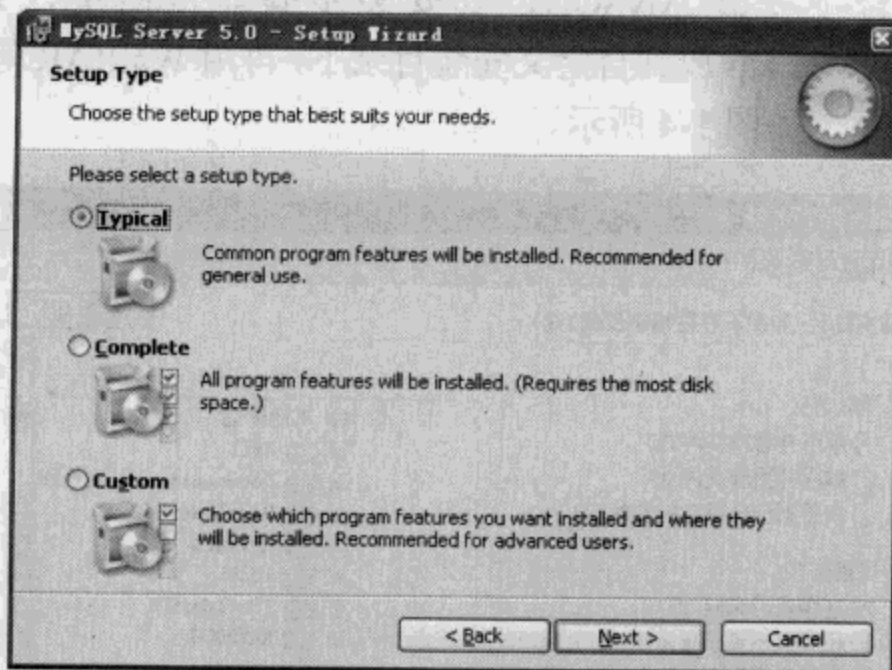 MySQL Server 5.0 - Setup Wizard
Setup Type
Choose the setup type that best suits your needs.
Please select a setup type.
Typical
Common program features will be installed. Recommended for
general use.
Complete
All program features will be installed. (Requires the most disk
space.)
Custom
Choose which program features you want installed and where they
will be installed. Recommended for advanced users.
< Back
Next >
Cancel